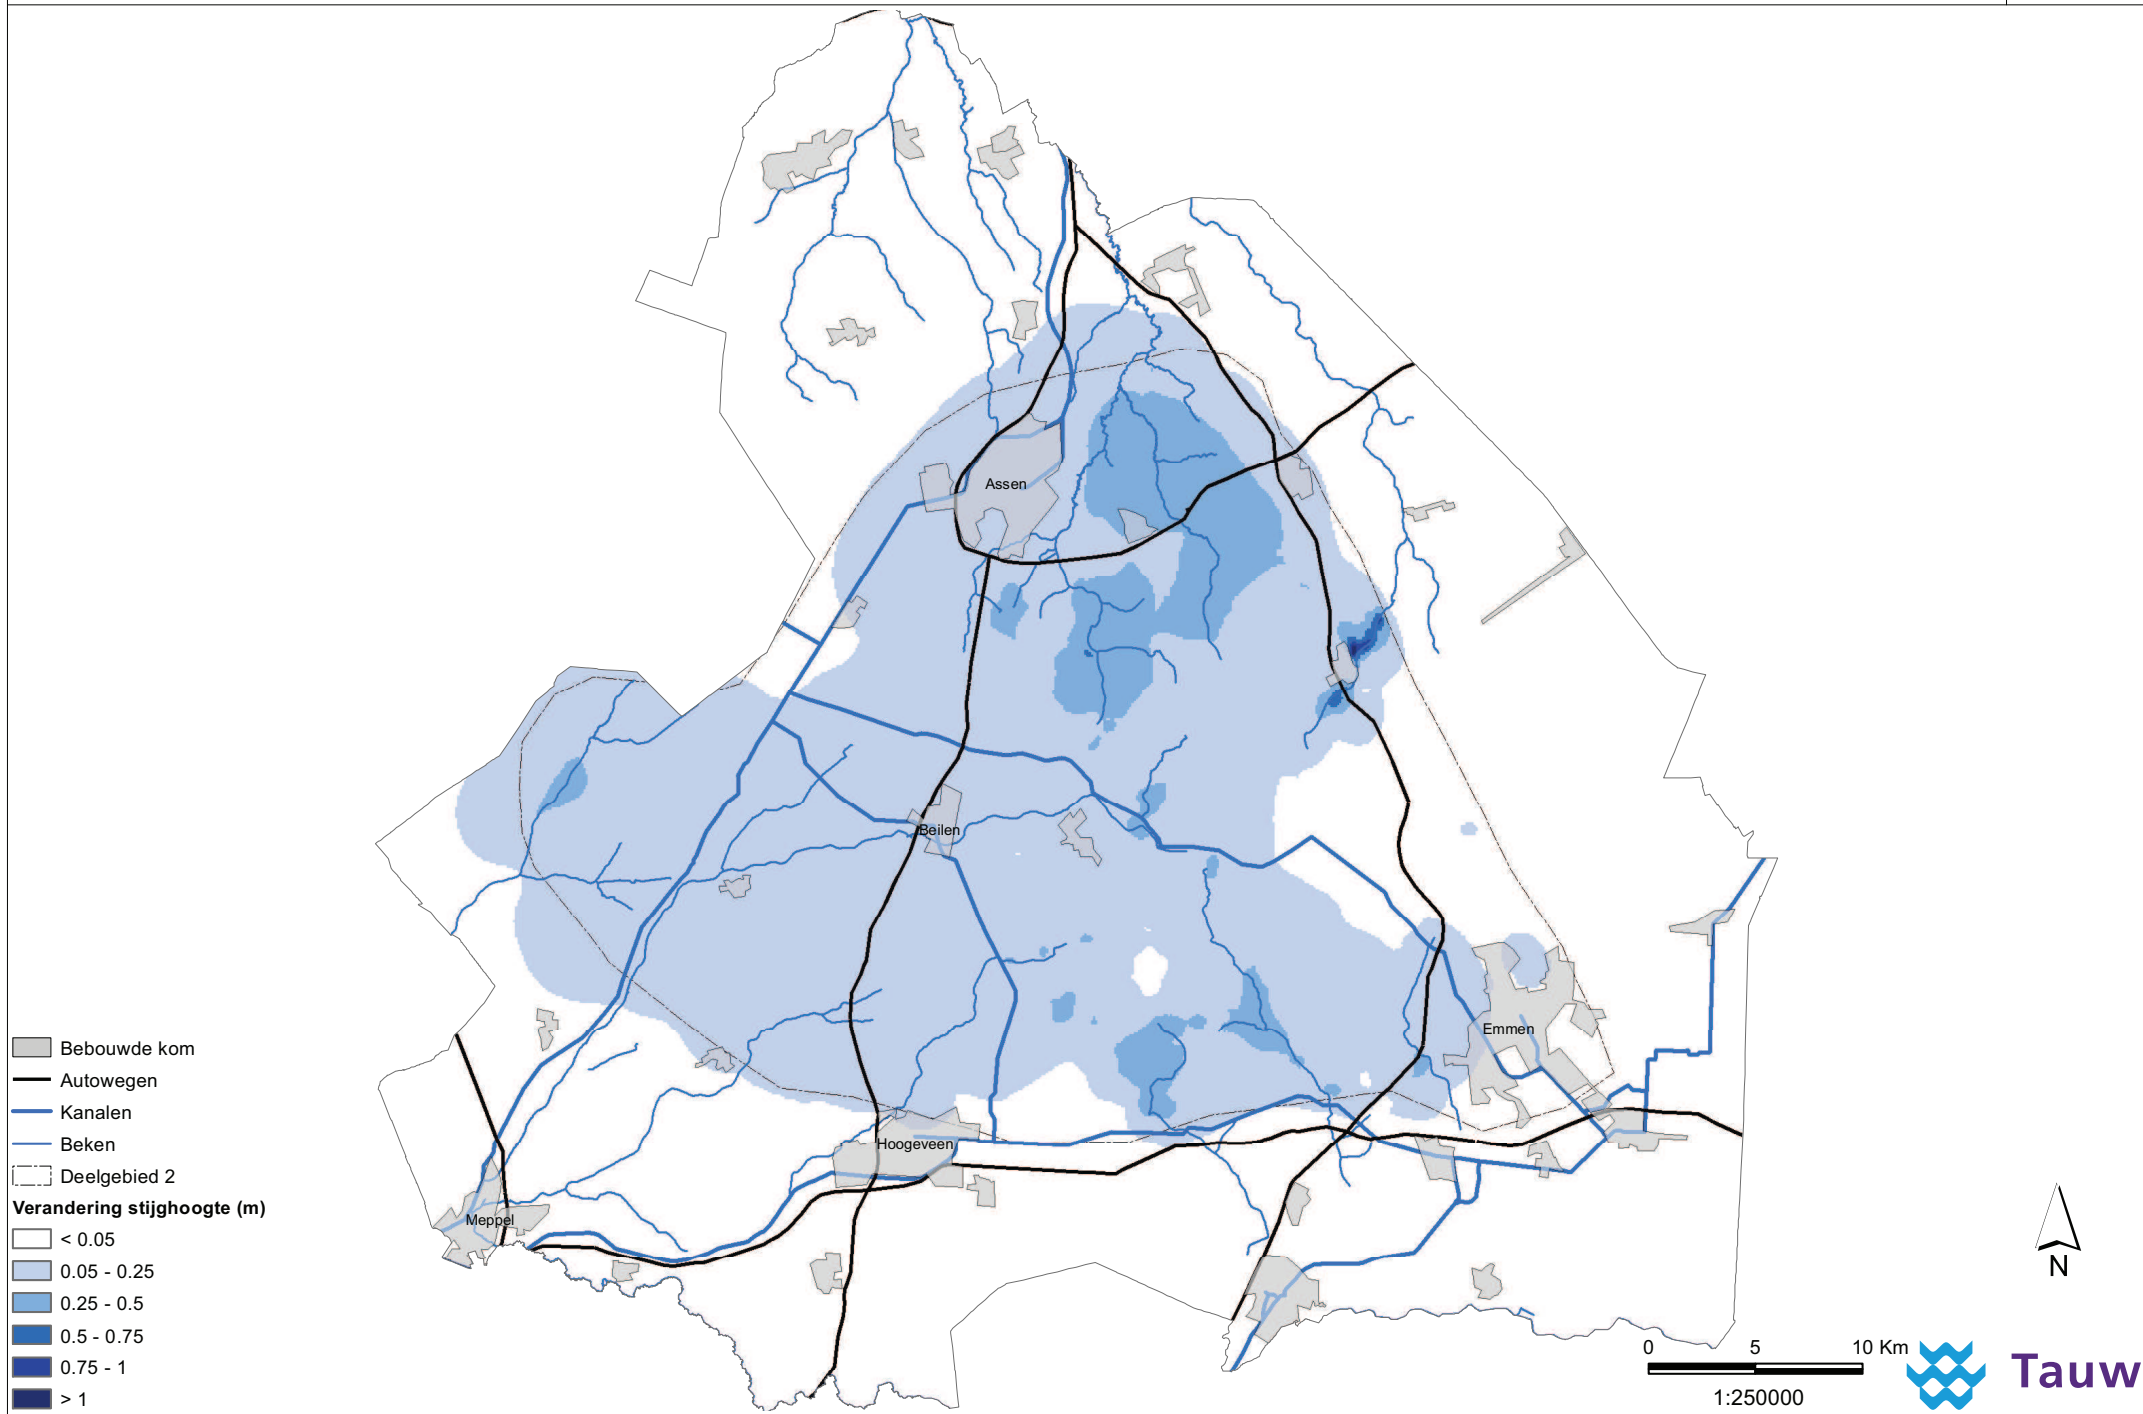 Assen
Beilen
Emmen
Hoogeveen
Meppel
Bebouwde kom
Autowegen
Kanalen
Beken
Deelgebied 2
Verandering stijghoogte (m)
< 0.05
0.05 - 0.25
0.25 - 0.5
0.5 - 0.75
0.75 - 1
> 1
N
0 5 10 Km
1:250000
Tauw